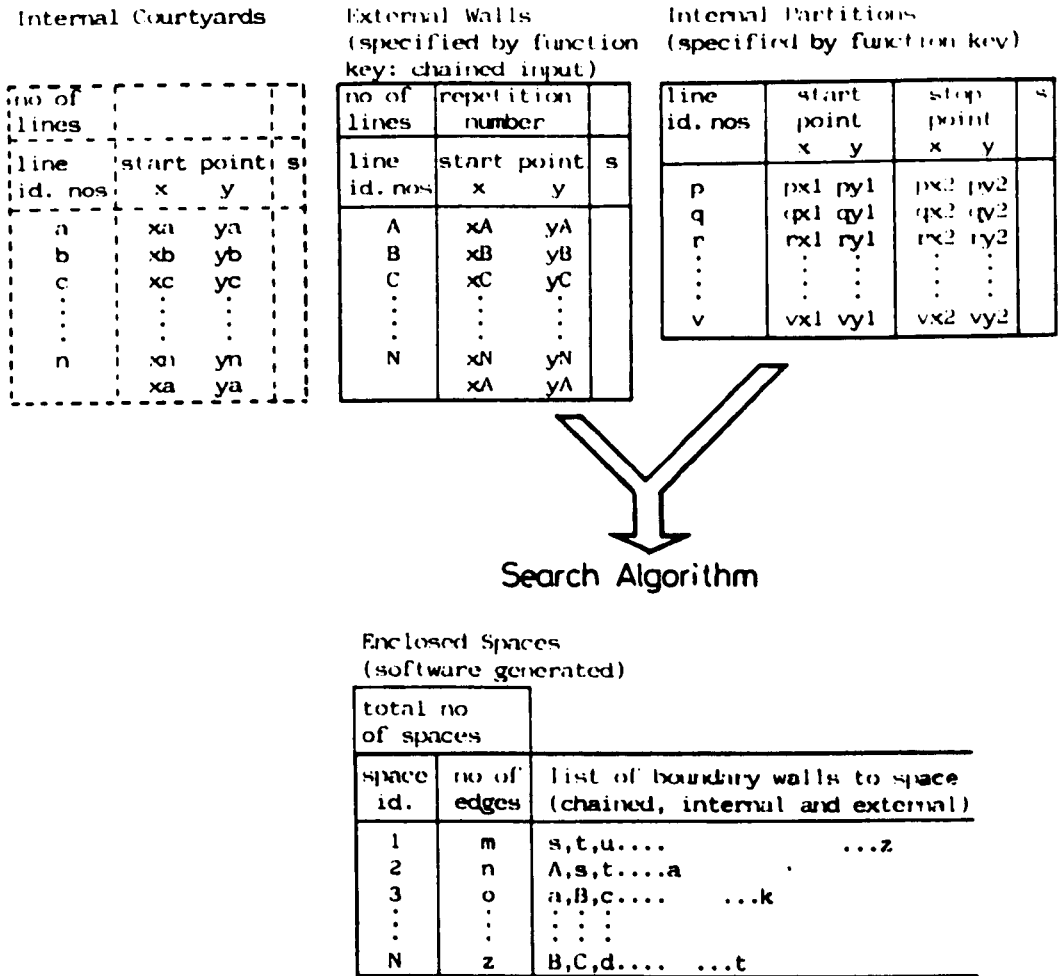 Internal Courtyards
no of
lines
line start point s
id. nos x y
a xa ya
b xb yb
c xc yc
n xn yn
xa ya
External Walls
(specified by function
key: chained input)
no of repetition
lines number
line start point s
id. nos x y
A xA yA
B xB yB
C xC yC
N xN yN
xA yA
Internal Partitions
(specified by function key)
line start stop s
id. nos point point
x y x y
p px1 py1 px2 py2
q qx1 qy1 qx2 qy2
r rx1 ry1 rx2 ry2
v vx1 vy1 vx2 vy2
Search Algorithm
Enclosed Spaces
(software generated)
total no
of spaces
space no of list of boundary walls to space
id. edges (chained, internal and external)
1 m s,t,u.... ...z
2 n A,s,t....a
3 o a,B,c.... ...k
N z B,C,d.... ...t